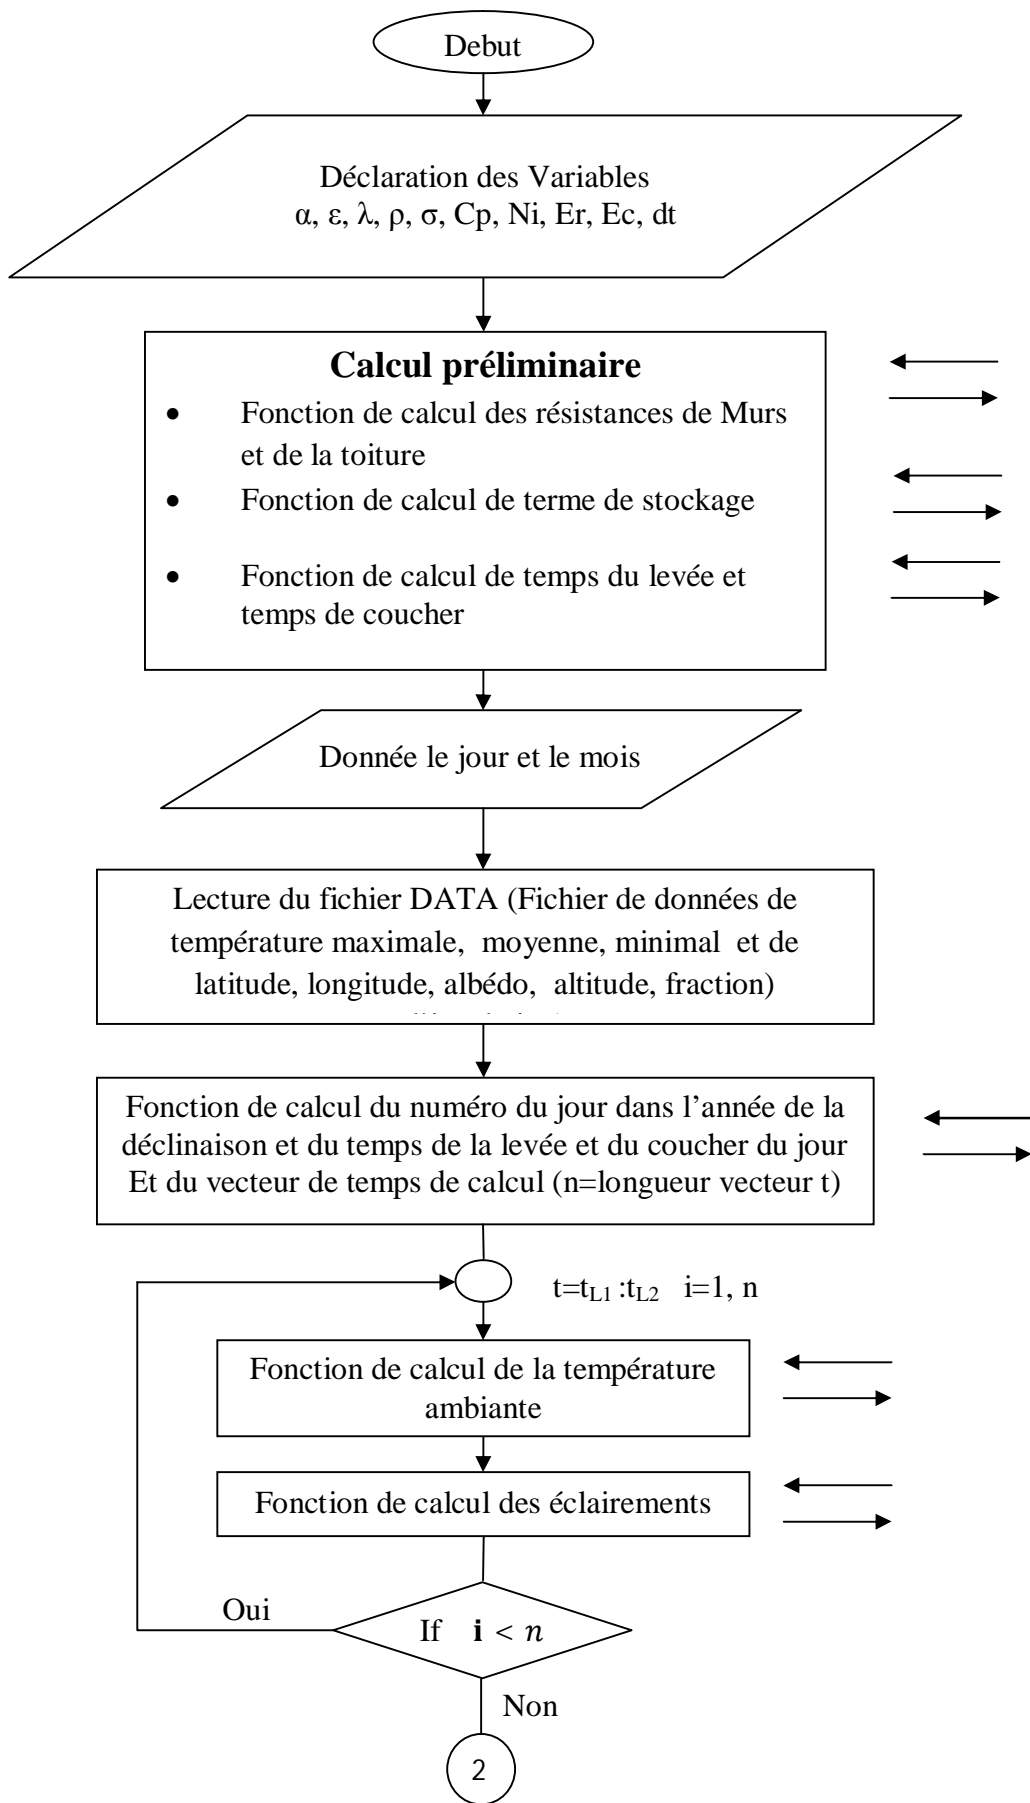 Debut
Déclaration des Variables
α, ε, λ, ρ, σ, Cp, Ni, Er, Ec, dt
Calcul préliminaire
• Fonction de calcul des résistances de Murs
et de la toiture
• Fonction de calcul de terme de stockage
• Fonction de calcul de temps du levée et
temps de coucher
Donnée le jour et le mois
Lecture du fichier DATA (Fichier de données de
température maximale, moyenne, minimal et de
latitude, longitude, albédo, altitude, fraction)
Fonction de calcul du numéro du jour dans l’année de la
déclinaison et du temps de la levée et du coucher du jour
Et du vecteur de temps de calcul (n=longueur vecteur t)
t=tL1 :tL2 i=1, n
Fonction de calcul de la température
ambiante
Fonction de calcul des éclairements
Oui
If i < n
Non
2